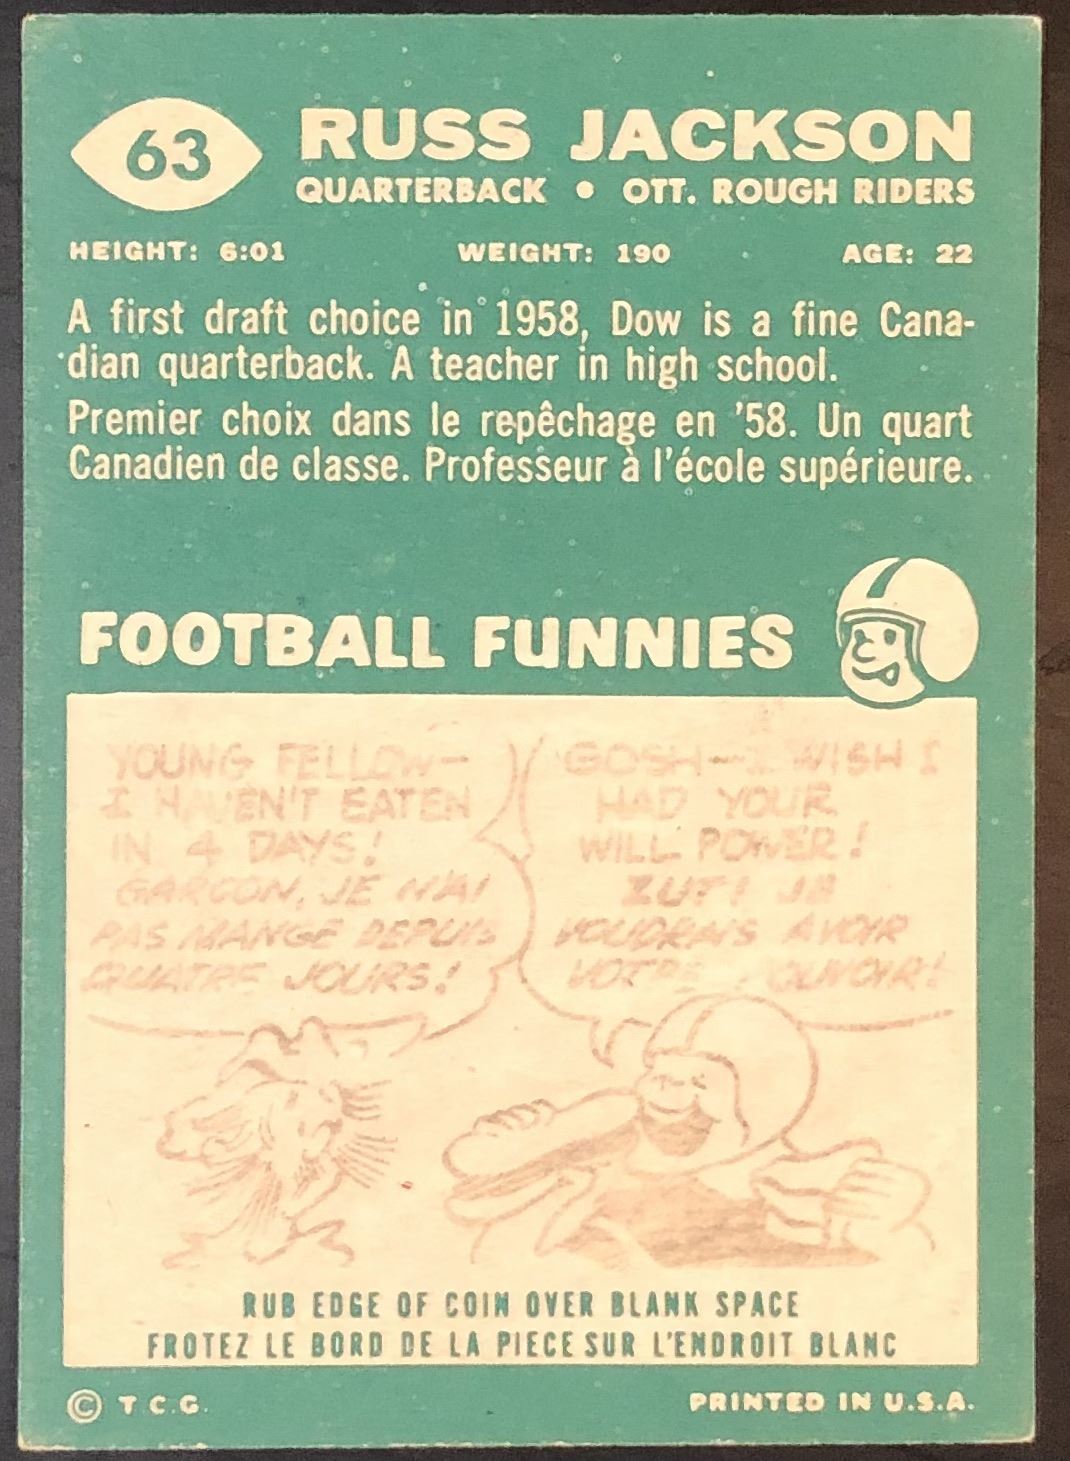 63
RUSS JACKSON
QUARTERBACK • OTT. ROUGH RIDERS
HEIGHT: 6:01 WEIGHT: 190 AGE: 22
A first draft choice in 1958, Dow is a fine Cana-
dian quarterback. A teacher in high school.
Premier choix dans le repêchage en '58. Un quart
Canadien de classe. Professeur à l'école supérieure.
FOOTBALL FUNNIES
YOUNG FELLOW-
I HAVEN'T EATEN
IN 4 DAYS!
GARCON, JE N'AI
PAS MANGE DEPUIS
QUATRE JOURS!
GOSH-I WISH I
HAD YOUR
WILL POWER!
ZUT! JE
VOUDRAIS AVOIR
VOTRE POUVOIR!
RUB EDGE OF COIN OVER BLANK SPACE
FROTEZ LE BORD DE LA PIECE SUR L'ENDROIT BLANC
© T.C.G. PRINTED IN U.S.A.